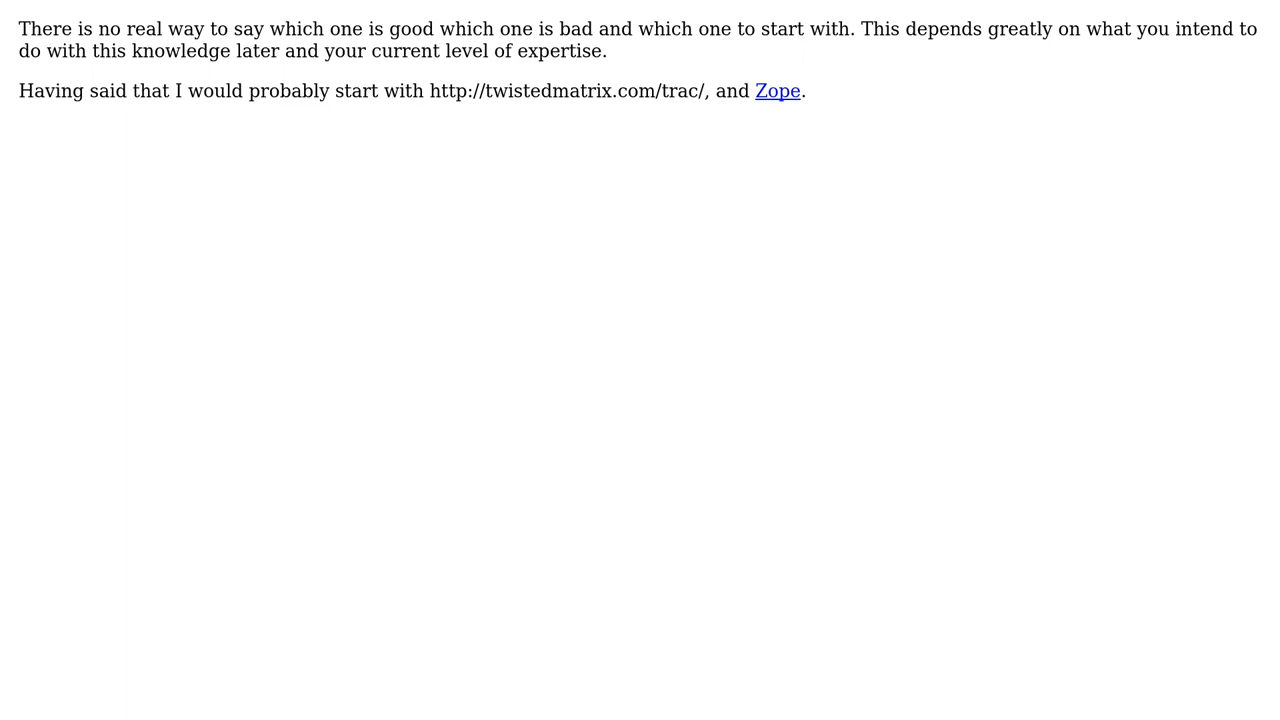 There is no real way to say which one is good which one is bad and which one to start with. This depends greatly on what you intend to
do with this knowledge later and your current level of expertise.
Having said that I would probably start with http://twistedmatrix.com/trac/, and Zope.